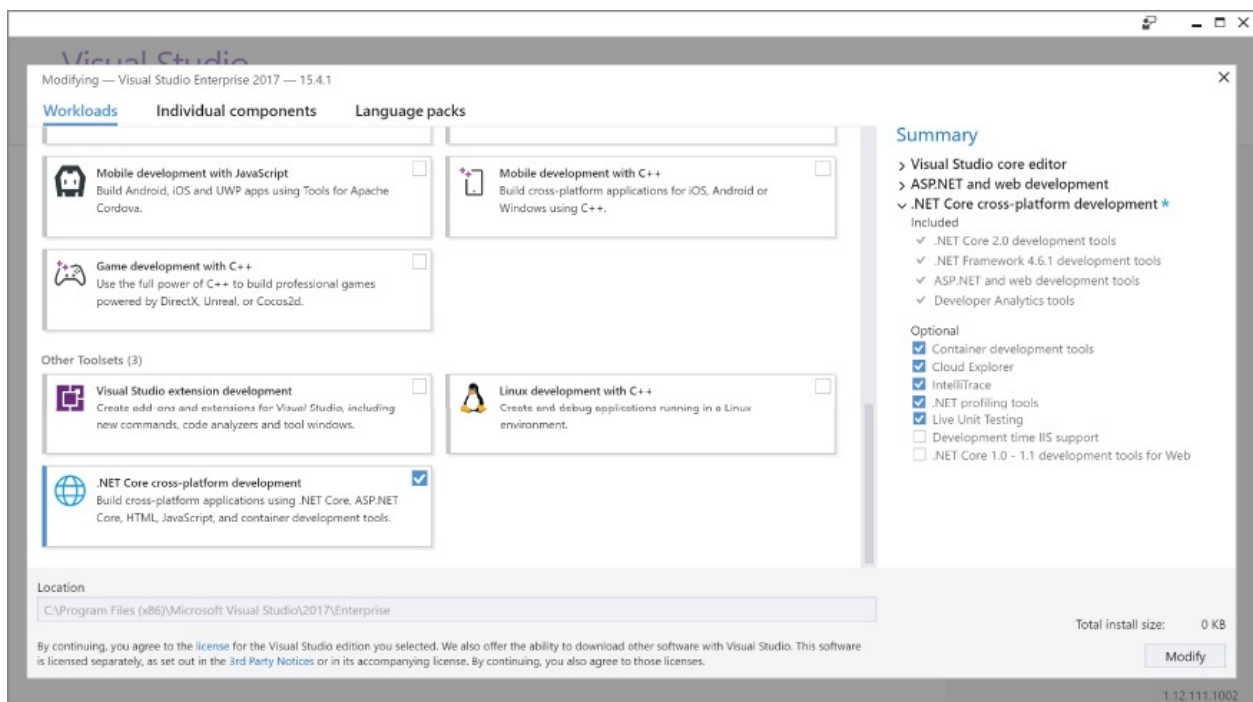 Visual Studio
Modifying — Visual Studio Enterprise 2017 — 15.4.1
Workloads Individual components Language packs
Mobile development with JavaScript
Build Android, iOS and UWP apps using Tools for Apache
Cordova.
Mobile development with C++
Build cross-platform applications for iOS, Android or
Windows using C++.
Game development with C++
Use the full power of C++ to build professional games
powered by DirectX, Unreal, or Cocos2d.
Other Toolsets (3)
Visual Studio extension development
Create add-ons and extensions for Visual Studio, including
new commands, code analyzers and tool windows.
Linux development with C++
Create and debug applications running in a Linux
environment.
.NET Core cross-platform development
Build cross-platform applications using .NET Core, ASP.NET
Core, HTML, JavaScript, and container development tools.
Summary
Visual Studio core editor
ASP.NET and web development
.NET Core cross-platform development *
Included
.NET Core 2.0 development tools
.NET Framework 4.6.1 development tools
ASP.NET and web development tools
Developer Analytics tools
Optional
Container development tools
Cloud Explorer
IntelliTrace
.NET profiling tools
Live Unit Testing
Development time IIS support
.NET Core 1.0 - 1.1 development tools for Web
Location
C:\Program Files (x86)\Microsoft Visual Studio\2017\Enterprise
By continuing, you agree to the license for the Visual Studio edition you selected. We also offer the ability to download other software with Visual Studio. This software
is licensed separately, as set out in the 3rd Party Notices or in its accompanying license. By continuing, you also agree to those licenses.
Total install size: 0 KB
Modify
1.12.111.1002